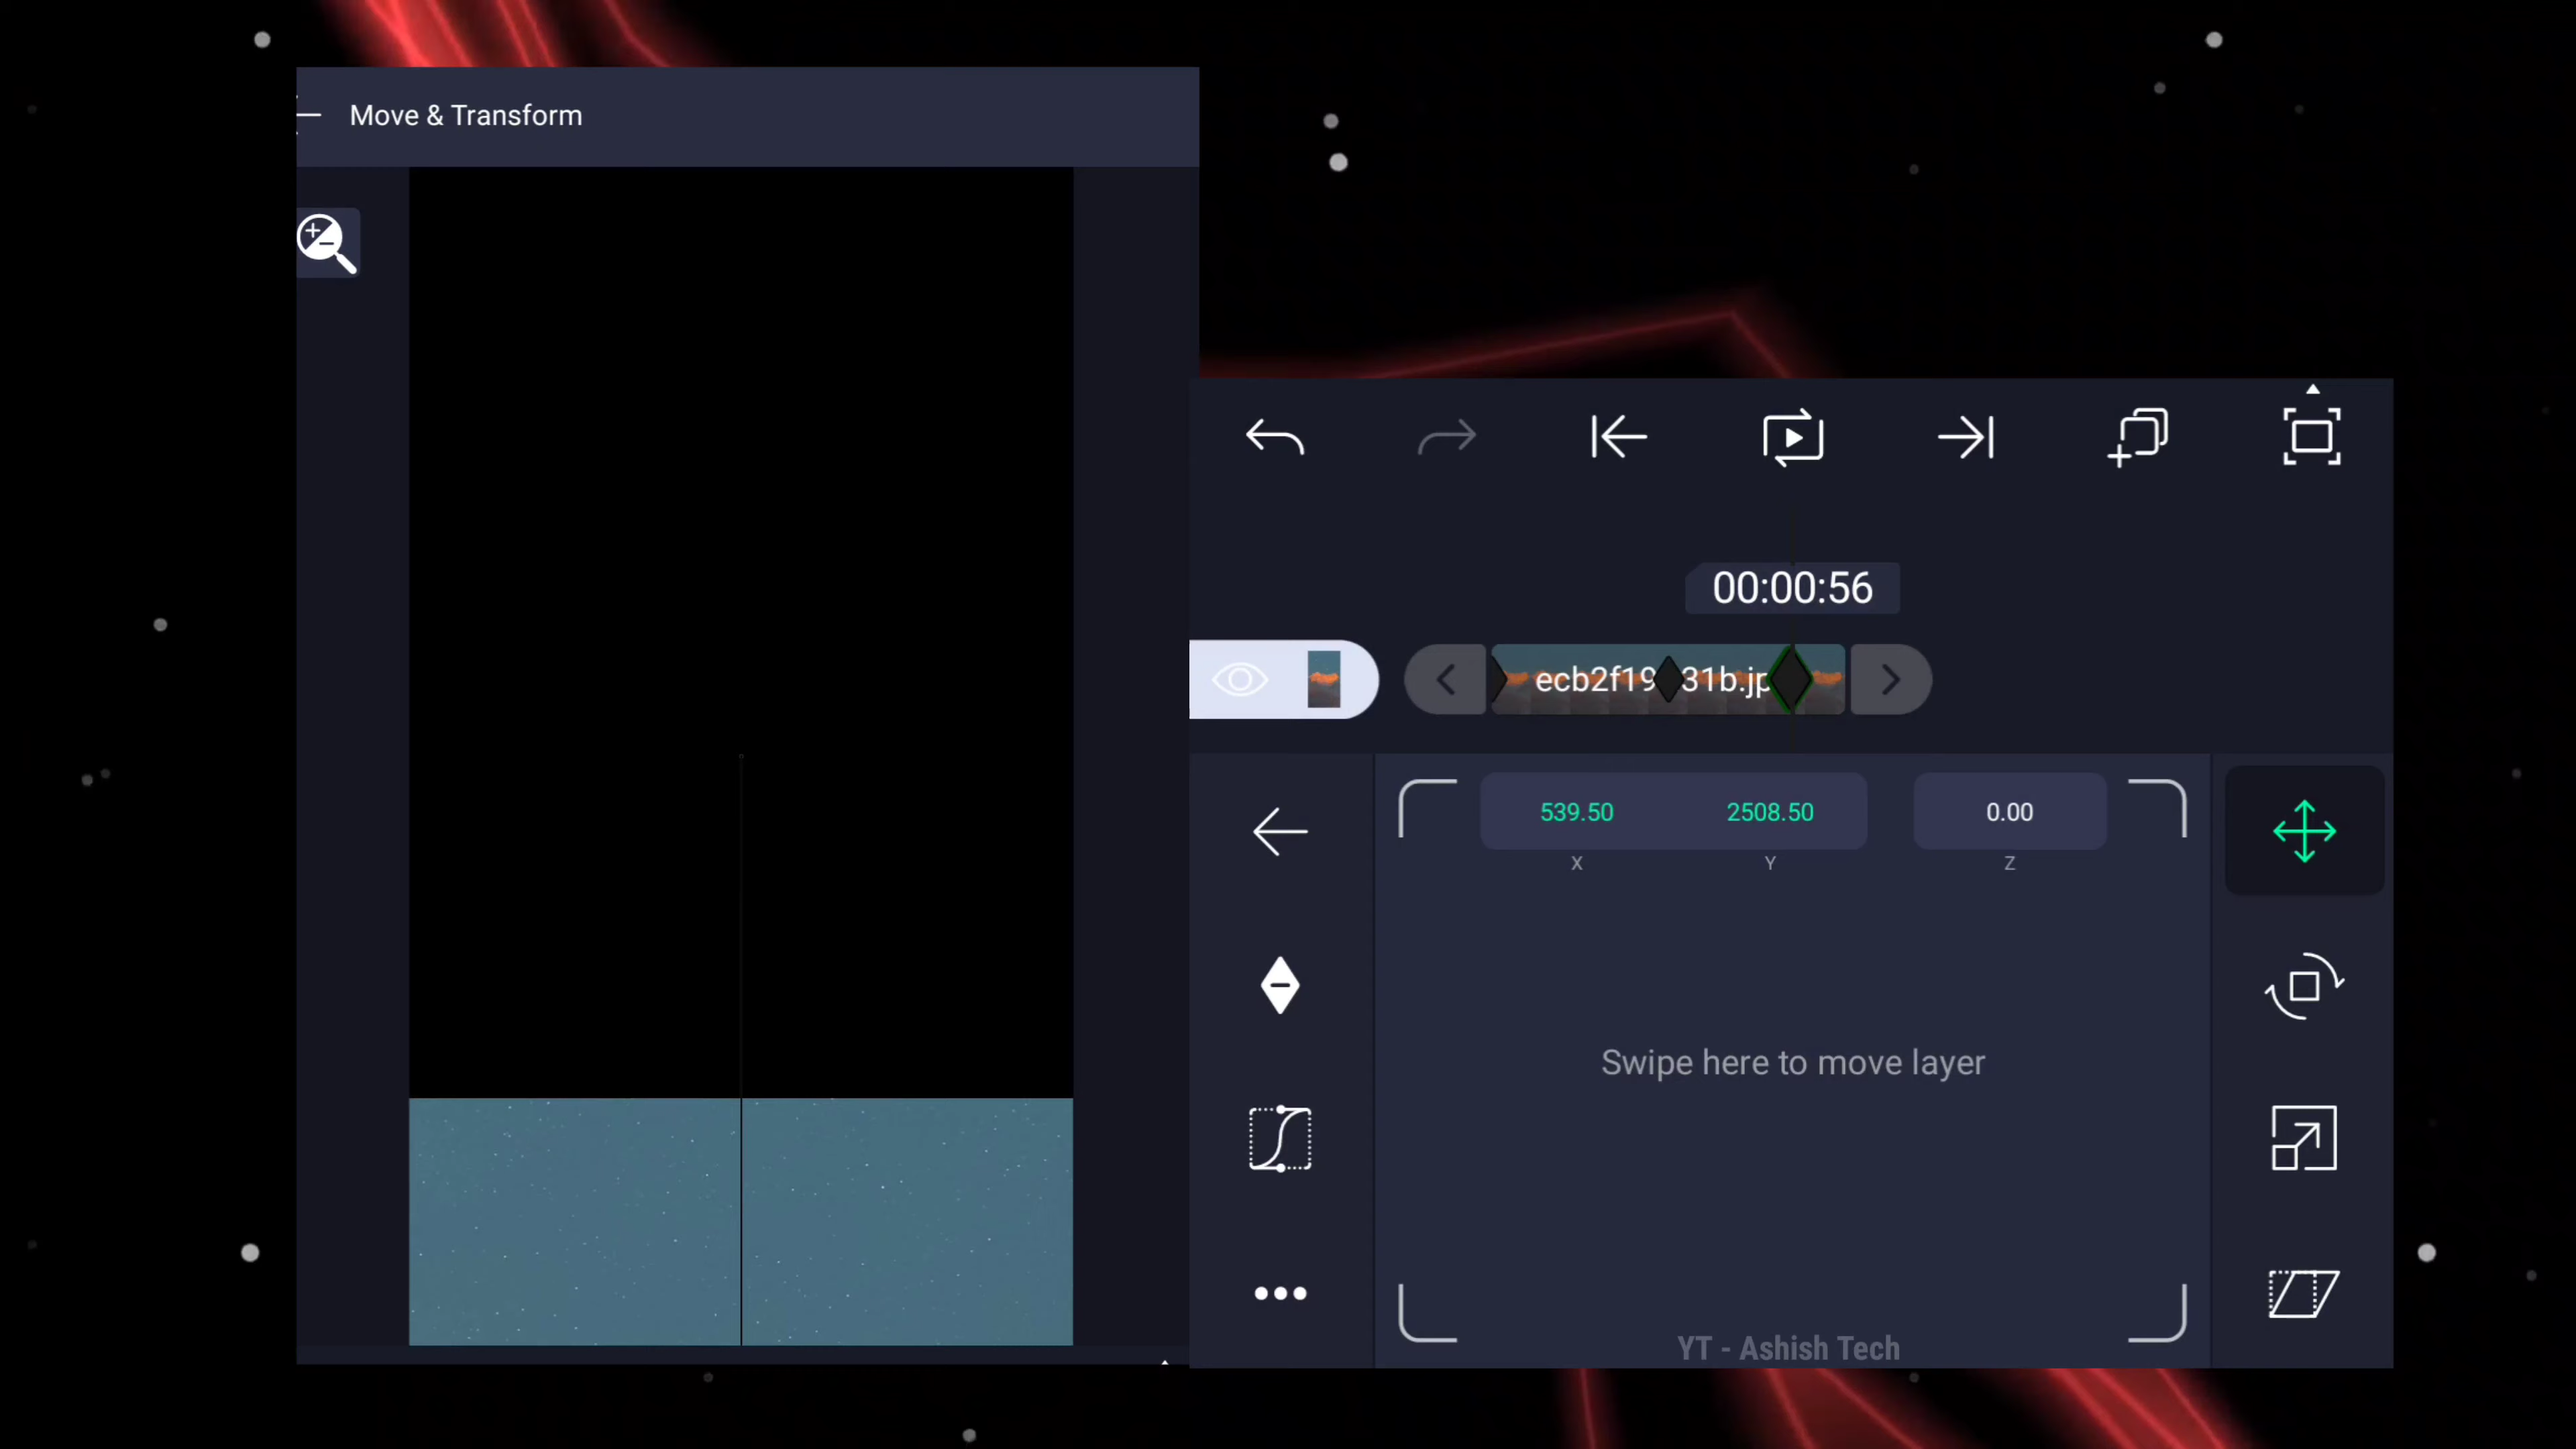 Move & Transform
00:00:56
ecb2f19 31b.jp
539.50 2508.50 0.00
X Y Z
Swipe here to move layer
YT - Ashish Tech